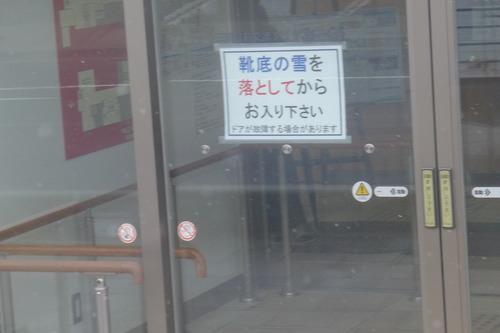 靴底の雪を
落としてから
お入り下さい
ドアが故障する場合があります